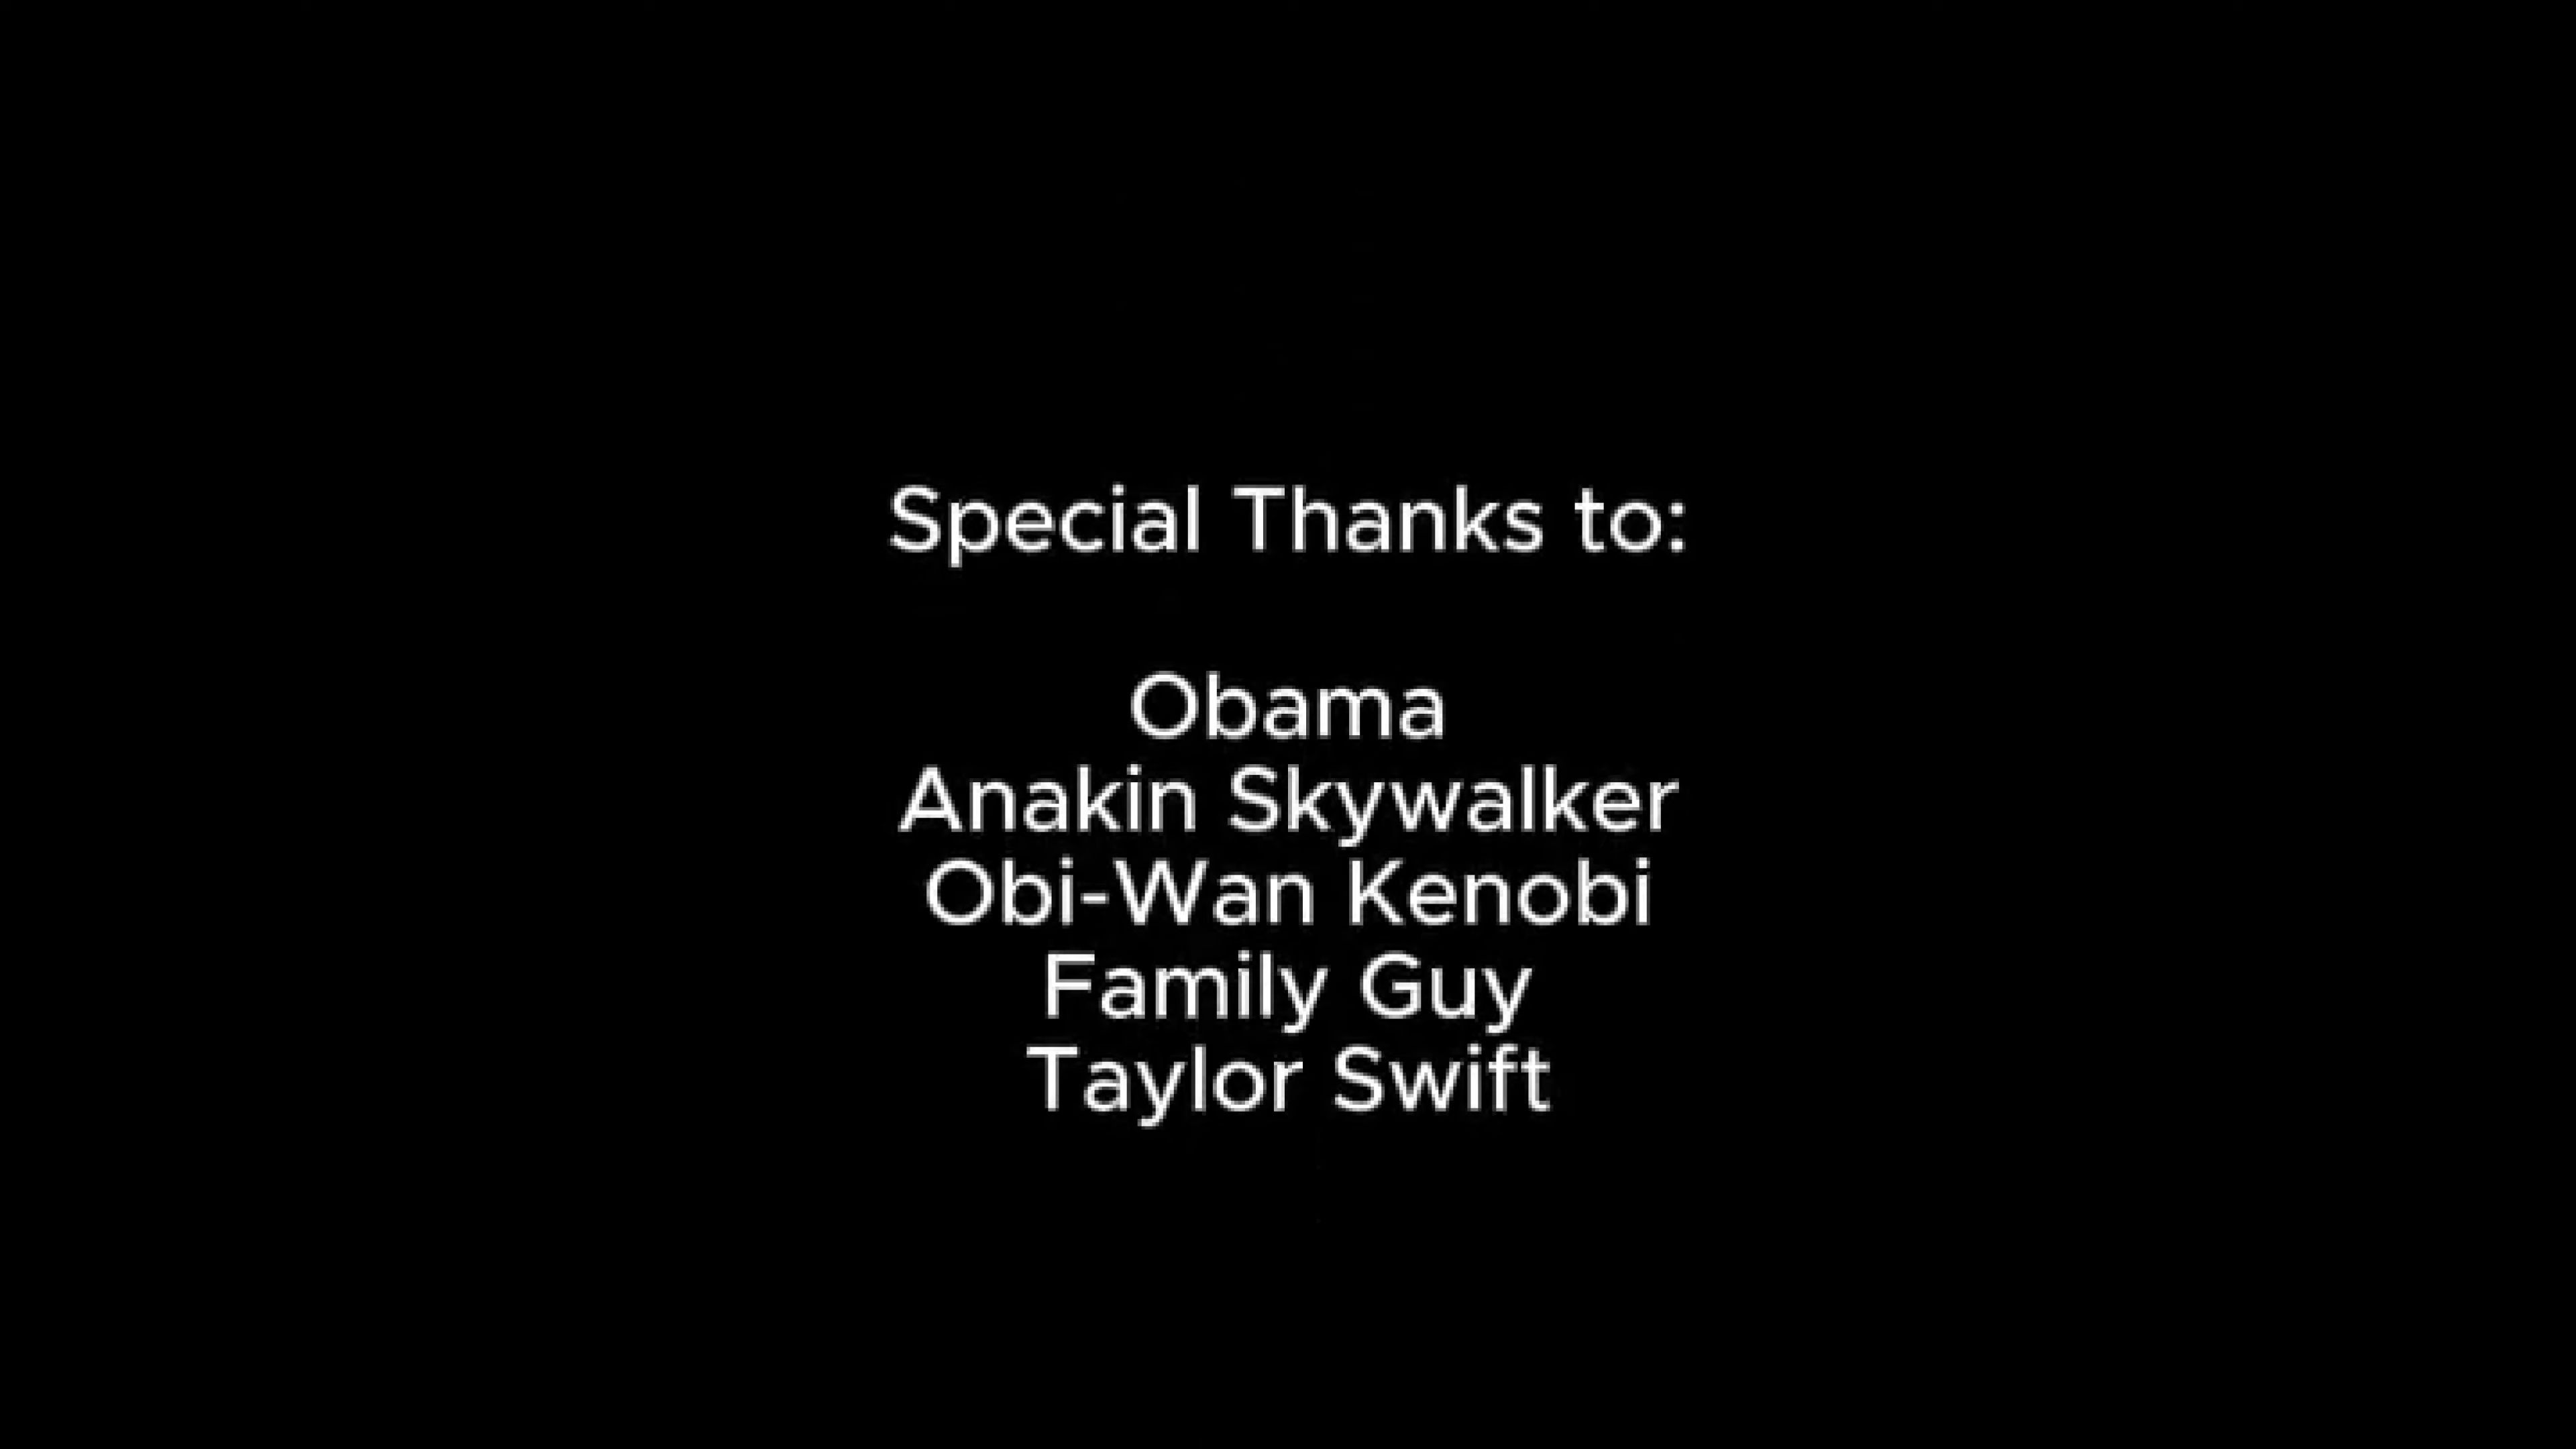 Special Thanks to:
Obama
Anakin Skywalker
Obi-Wan Kenobi
Family Guy
Taylor Swift